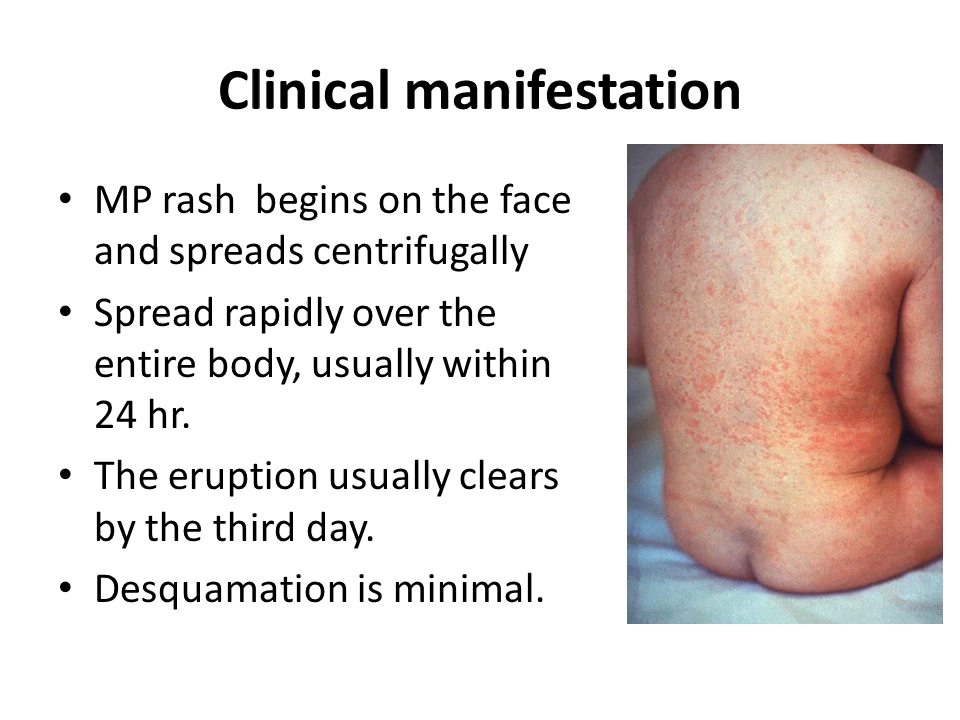 Clinical manifestation
• MP rash  begins on the face
and spreads centrifugally
• Spread rapidly over the
entire body, usually within
24 hr.
• The eruption usually clears
by the third day.
• Desquamation is minimal.